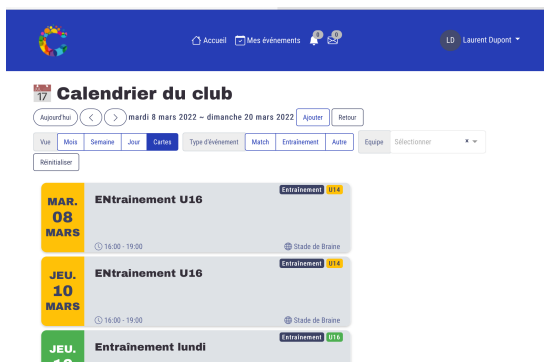 Accueil Mes événements 0 0 LD Laurent Dupont
17 Calendrier du club
Aujourd'hui < > mardi 8 mars 2022 – dimanche 20 mars 2022 Ajouter Retour
Vue Mois Semaine Jour Cartes Type d'événement Match Entraînement Autre Equipe Sélectionner ×
Réinitialiser
MAR.
08
MARS
ENtrainement U16
Entraînement U14
16:00 - 19:00
Stade de Braine
JEU.
10
MARS
ENtrainement U16
Entraînement U14
16:00 - 19:00
Stade de Braine
JEU.
Entraînement lundi
Entraînement U16